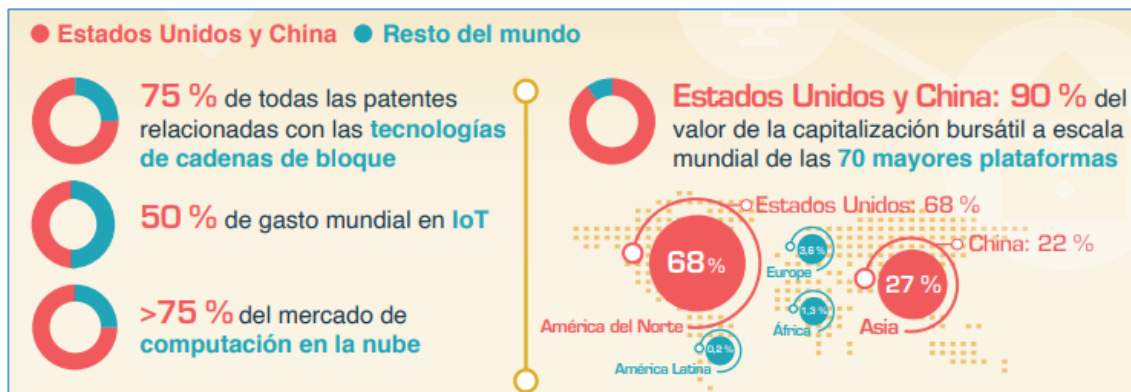 Estados Unidos y China Resto del mundo
75 % de todas las patentes
relacionadas con las tecnologías
de cadenas de bloque
50 % de gasto mundial en IoT
>75 % del mercado de
computación en la nube
Estados Unidos y China: 90 % del
valor de la capitalización bursátil a escala
mundial de las 70 mayores plataformas
Estados Unidos: 68 %
68%
América del Norte
3,6 %
Europe
1,3 %
África
0,2 %
América Latina
China: 22 %
27 %
Asia